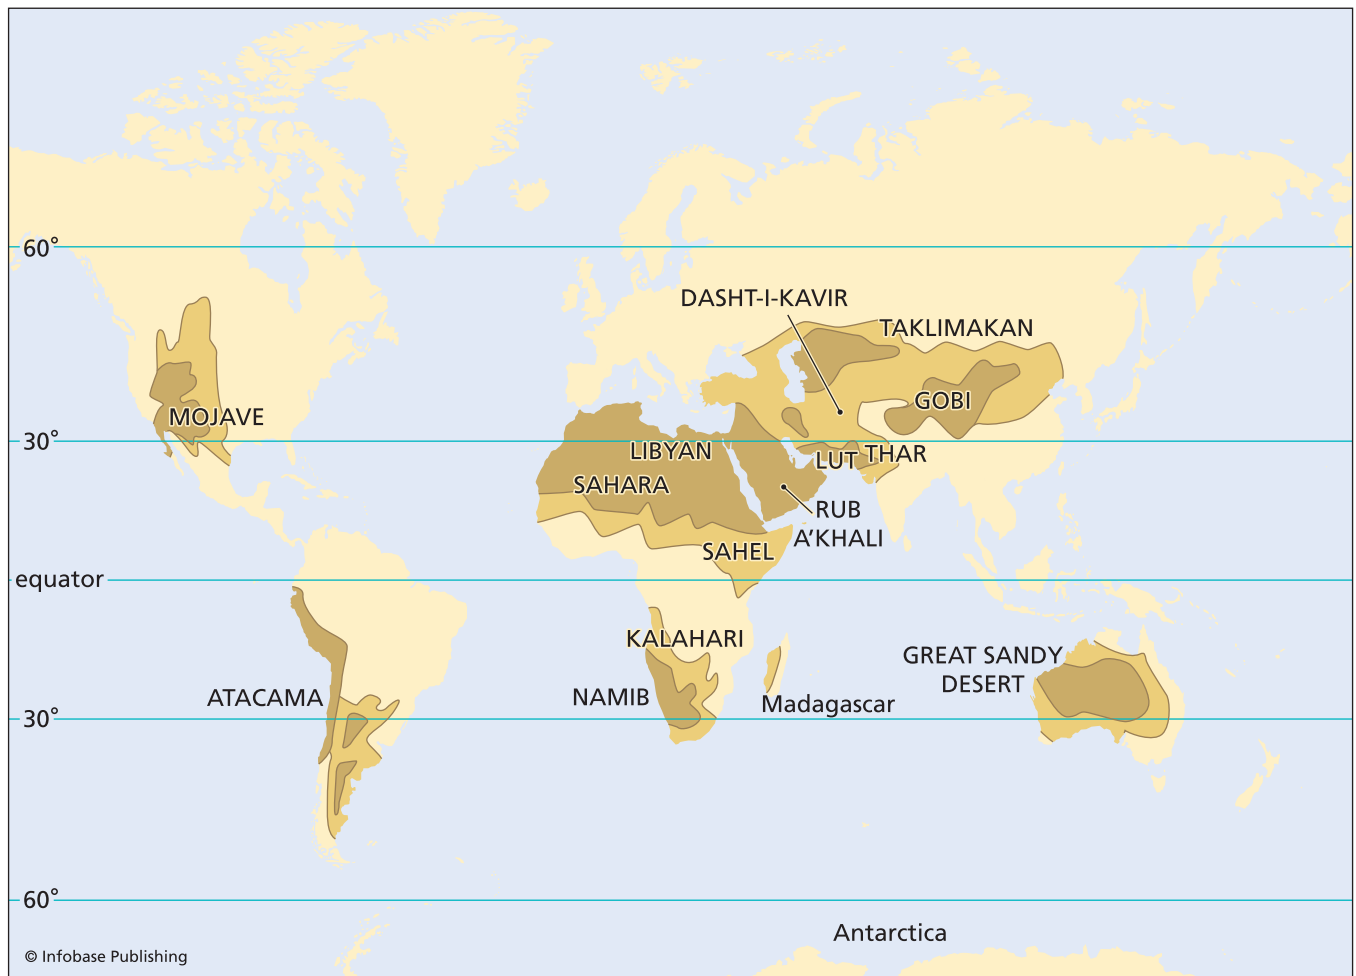 60°
DASHT-I-KAVIR
TAKLIMAKAN
MOJAVE
GOBI
30°
LIBYAN
LUT
THAR
SAHARA
RUB
A’KHALI
SAHEL
equator
KALAHARI
GREAT SANDY
DESERT
ATACAMA
NAMIB
Madagascar
30°
60°
Antarctica
© Infobase Publishing